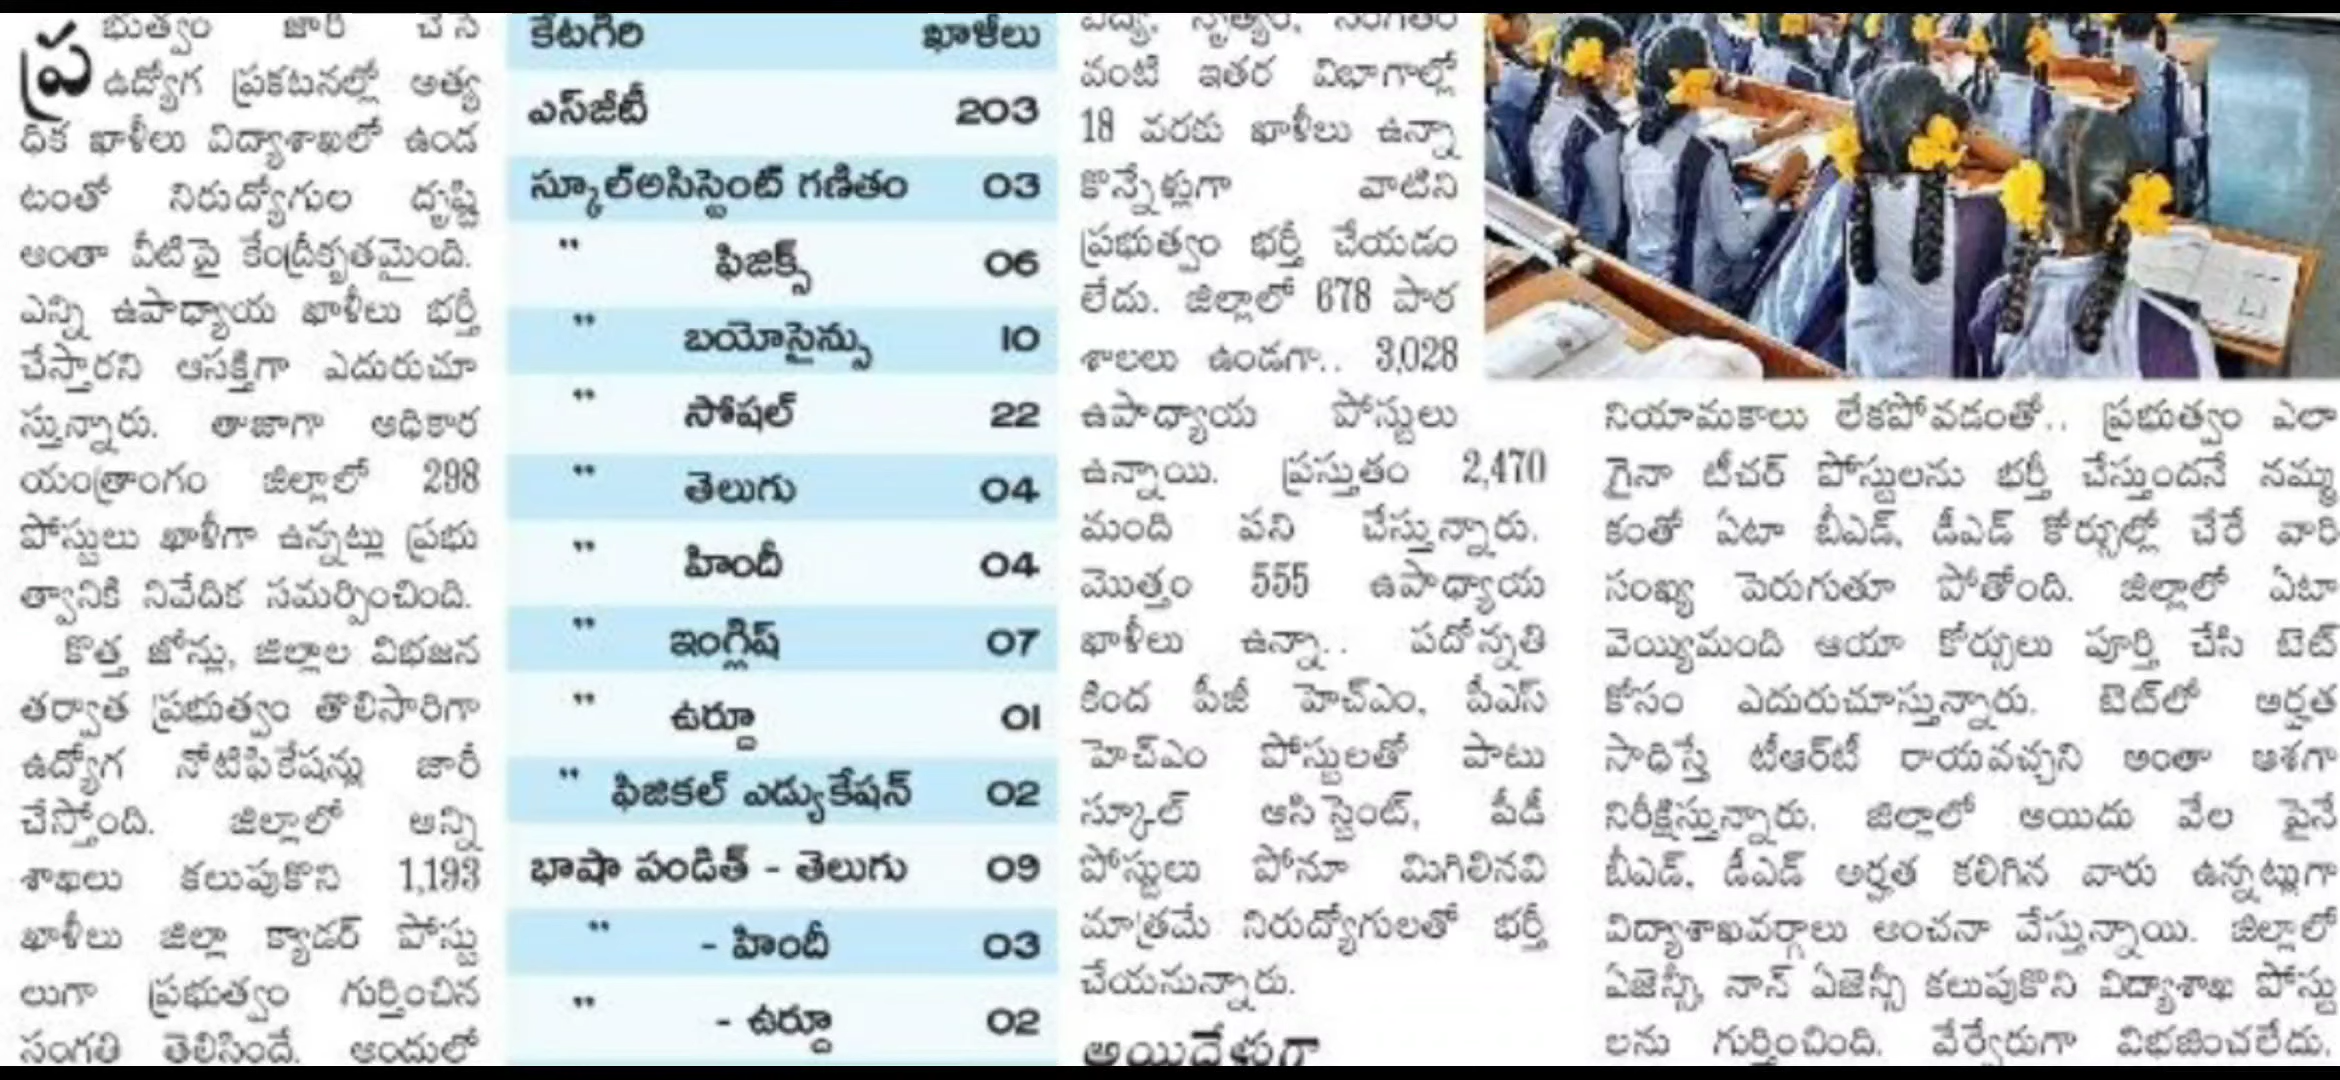 ప్రభుత్వం జారీ చేసే
ఉద్యోగ ప్రకటనల్లో అత్య
ధిక ఖాళీలు విద్యాశాఖలో ఉండ
టంతో నిరుద్యోగుల దృష్టి
అంతా వీటిపై కేంద్రీకృతమైంది.
ఎన్ని ఉపాధ్యాయ ఖాళీలు భర్తీ
చేస్తారని ఆసక్తిగా ఎదురుచూ
స్తున్నారు. తాజాగా అధికార
యంత్రాంగం జిల్లాలో 298
పోస్టులు ఖాళీగా ఉన్నట్లు ప్రభు
త్వానికి నివేదిక సమర్పించింది.
కొత్త జోన్లు, జిల్లాల విభజన
తర్వాత ప్రభుత్వం తొలిసారిగా
ఉద్యోగ నోటిఫికేషన్లు జారీ
చేస్తోంది. జిల్లాలో అన్ని
శాఖలు కలుపుకొని 1,193
ఖాళీలు జిల్లా క్యాడర్ పోస్టు
లుగా ప్రభుత్వం గుర్తించిన
సంగతి తెలిసిందే. అందులో
కేటగిరి ఖాళీలు
ఎస్‌జీటీ 203
స్కూల్‌అసిస్టెంట్ గణితం 03
" ఫిజిక్స్ 06
" బయోసైన్సు 10
" సోషల్ 22
" తెలుగు 04
" హిందీ 04
" ఇంగ్లిష్ 07
" ఉర్దూ 01
" ఫిజికల్ ఎడ్యుకేషన్ 02
భాషా పండిత్ - తెలుగు 09
" - హిందీ 03
" - ఉర్దూ 02
విద్య, నృత్యం, సంగీతం
వంటి ఇతర విభాగాల్లో
18 వరకు ఖాళీలు ఉన్నా
కొన్నేళ్లుగా వాటిని
ప్రభుత్వం భర్తీ చేయడం
లేదు. జిల్లాలో 678 పాఠ
శాలలు ఉండగా.. 3,028
ఉపాధ్యాయ పోస్టులు
ఉన్నాయి. ప్రస్తుతం 2,470
మంది పని చేస్తున్నారు.
మొత్తం 555 ఉపాధ్యాయ
ఖాళీలు ఉన్నా.. పదోన్నతి
కింద పీజీ హెచ్ఎం, పీఎస్
హెచ్ఎం పోస్టులతో పాటు
స్కూల్ అసిస్టెంట్, పీడీ
పోస్టులు పోనూ మిగిలినవి
మాత్రమే నిరుద్యోగులతో భర్తీ
చేయనున్నారు.
అయిదేళ్లుగా
నియామకాలు లేకపోవడంతో.. ప్రభుత్వం ఎలా
గైనా టీచర్ పోస్టులను భర్తీ చేస్తుందనే నమ్మ
కంతో ఏటా బీఎడ్, డీఎడ్ కోర్సుల్లో చేరే వారి
సంఖ్య పెరుగుతూ పోతోంది. జిల్లాలో ఏటా
వెయ్యిమంది ఆయా కోర్సులు పూర్తి చేసి టెట్
కోసం ఎదురుచూస్తున్నారు. టెట్‌లో అర్హత
సాధిస్తే టీఆర్‌టీ రాయవచ్చని అంతా ఆశగా
నిరీక్షిస్తున్నారు. జిల్లాలో అయిదు వేల పైనే
బీఎడ్, డీఎడ్ అర్హత కలిగిన వారు ఉన్నట్లుగా
విద్యాశాఖవర్గాలు అంచనా వేస్తున్నాయి. జిల్లాలో
ఏజెన్సీ, నాన్ ఏజెన్సీ కలుపుకొని విద్యాశాఖ పోస్టు
లను గుర్తించింది. వేర్వేరుగా విభజించలేదు.